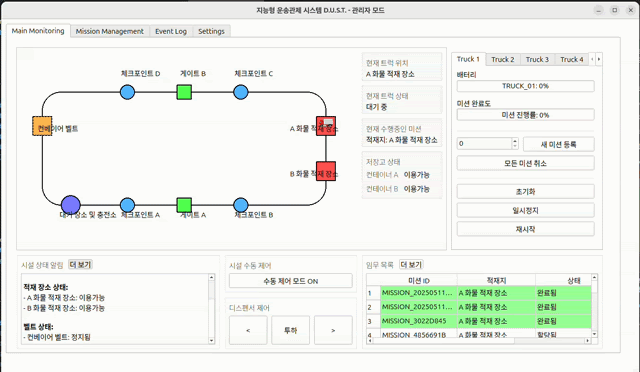 지능형 운송관제 시스템 D.U.S.T. - 관리자 모드
Main Monitoring
Mission Management
Event Log
Settings
체크포인트 D
게이트 B
체크포인트 C
컨베이어 벨트
A 화물 적재 장소
B 화물 적재 장소
대기 장소 및 충전소
체크포인트 A
게이트 A
체크포인트 B
현재 트럭 위치
A 화물 적재 장소
현재 트럭 상태
대기 중
현재 수행중인 미션
적재지: A 화물 적재 장소
저장고 상태
컨테이너 A 이용가능
컨테이너 B 이용가능
Truck 1
Truck 2
Truck 3
Truck 4
배터리
TRUCK_01: 0%
미션 완료도
미션 진행률: 0%
0
새 미션 등록
모든 미션 취소
초기화
일시정지
재시작
시설 상태 알림
더 보기
적재 장소 상태:
- A 화물 적재 장소: 이용가능
- B 화물 적재 장소: 이용가능
벨트 상태:
- 컨베이어 벨트: 정지됨
시설 수동 제어
수동 제어 모드 ON
디스펜서 제어
<
투하
>
임무 목록
더 보기
미션 ID 적재지 상태
1 MISSION_20250511... A 화물 적재 장소 완료됨
2 MISSION_20250511... A 화물 적재 장소 완료됨
3 MISSION_3022D845 A 화물 적재 장소 완료됨
4 MISSION_4856691B A 화물 적재 장소 할당됨